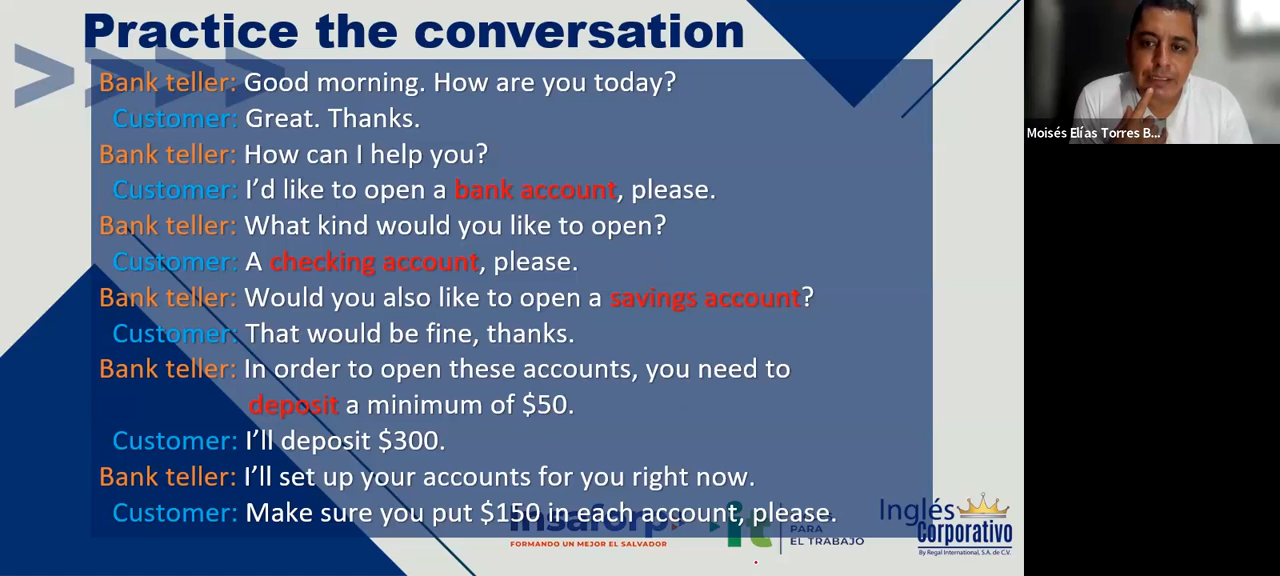 Practice the conversation
Bank teller: Good morning. How are you today?
Customer: Great. Thanks.
Bank teller: How can I help you?
Customer: I’d like to open a bank account, please.
Bank teller: What kind would you like to open?
Customer: A checking account, please.
Bank teller: Would you also like to open a savings account?
Customer: That would be fine, thanks.
Bank teller: In order to open these accounts, you need to
deposit a minimum of $50.
Customer: I’ll deposit $300.
Bank teller: I’ll set up your accounts for you right now.
Customer: Make sure you put $150 in each account, please.
insaforp
FORMANDO UN MEJOR EL SALVADOR
PARA
EL TRABAJO
Inglés
Corporativo
By Regal International, S.A. de C.V.
Moisés Elías Torres B...